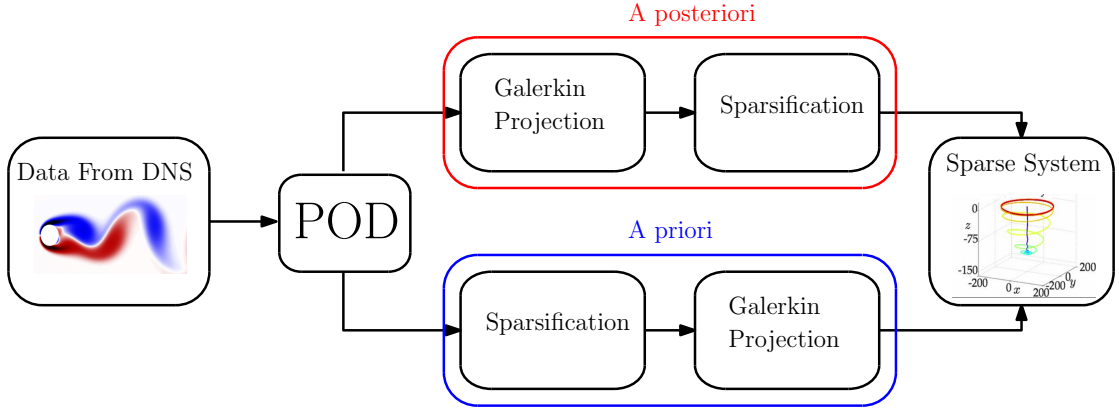 A posteriori
Galerkin
Projection
Sparsification
Data From DNS
POD
Sparse System
0
z
-75
-150
-200
0
x
200
-200
0
y
200
A priori
Sparsification
Galerkin
Projection